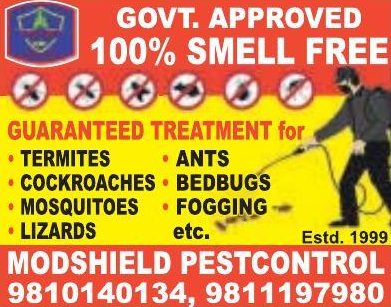 GOVT. APPROVED
100% SMELL FREE
GUARANTEED TREATMENT for
• TERMITES • ANTS
• COCKROACHES • BEDBUGS
• MOSQUITOES • FOGGING
• LIZARDS etc.
Estd. 1999
MODSHIELD PESTCONTROL
9810140134, 9811197980